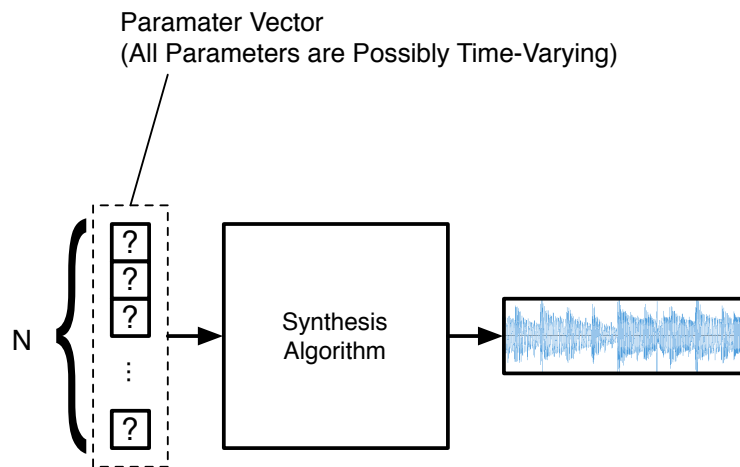 Paramater Vector
(All Parameters are Possibly Time-Varying)
?
?
?
...
?
N
Synthesis
Algorithm